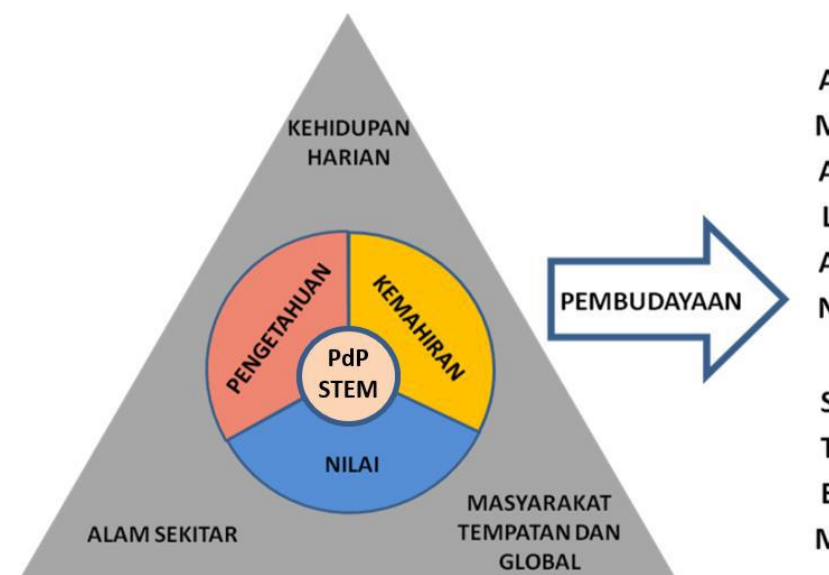 KEHIDUPAN
HARIAN
PENGETAHUAN
KEMAHIRAN
PdP
STEM
NILAI
ALAM SEKITAR
MASYARAKAT
TEMPATAN DAN
GLOBAL
PEMBUDAYAAN
A
M
A
L
A
N
S
T
E
M